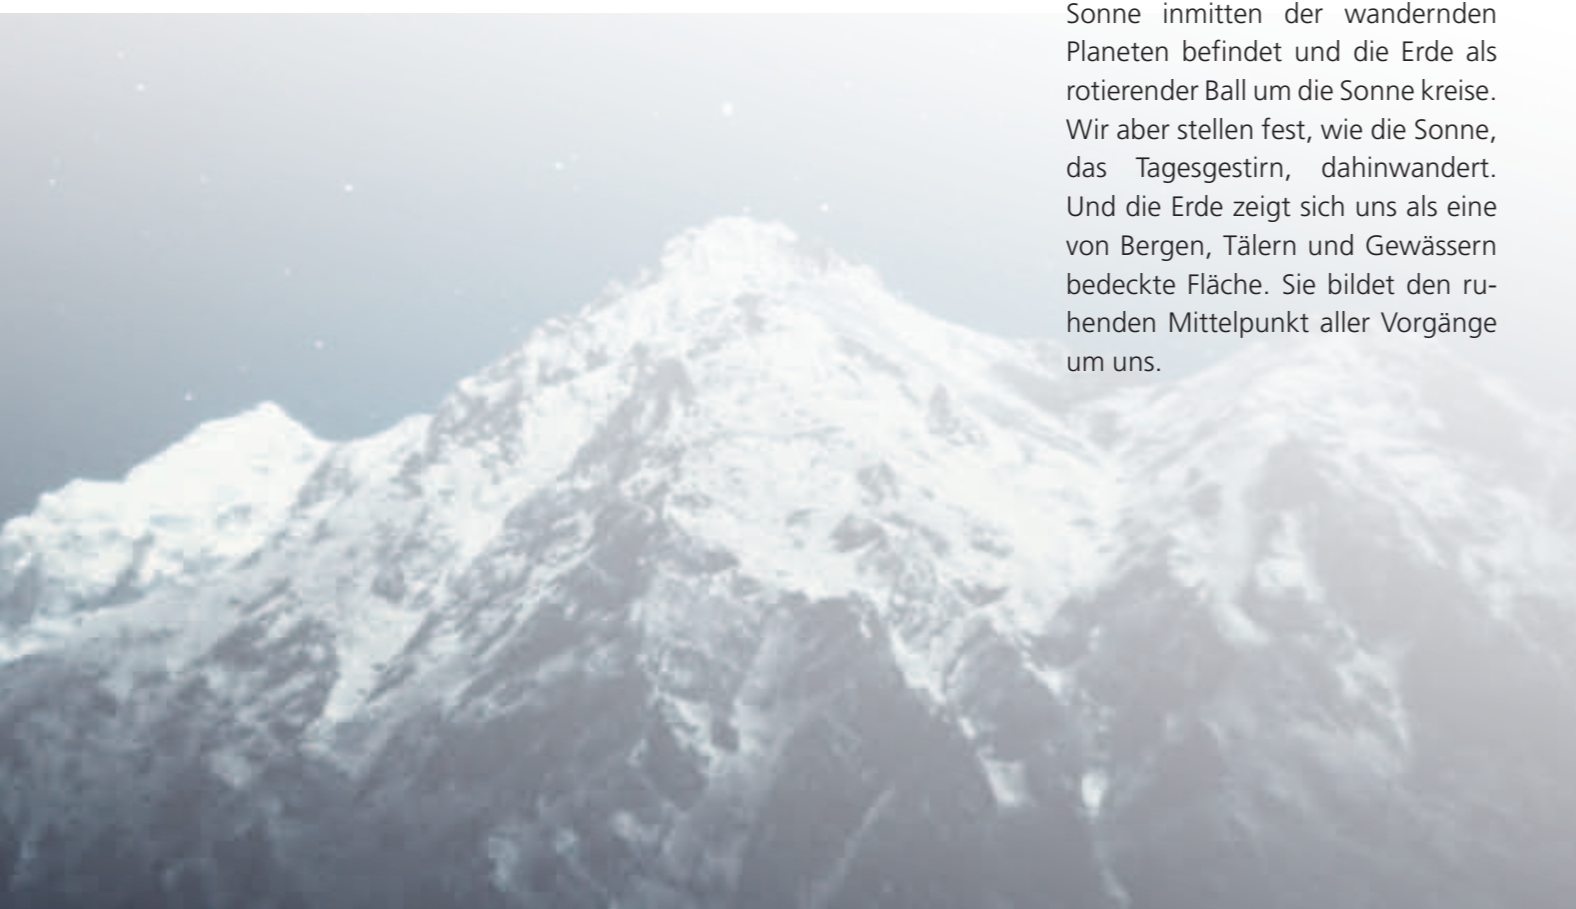 Sonne inmitten der wandernden
Planeten befindet und die Erde als
rotierender Ball um die Sonne kreise.
Wir aber stellen fest, wie die Sonne,
das Tagesgestirn, dahinwandert.
Und die Erde zeigt sich uns als eine
von Bergen, Tälern und Gewässern
bedeckte Fläche. Sie bildet den ru-
henden Mittelpunkt aller Vorgänge
um uns.